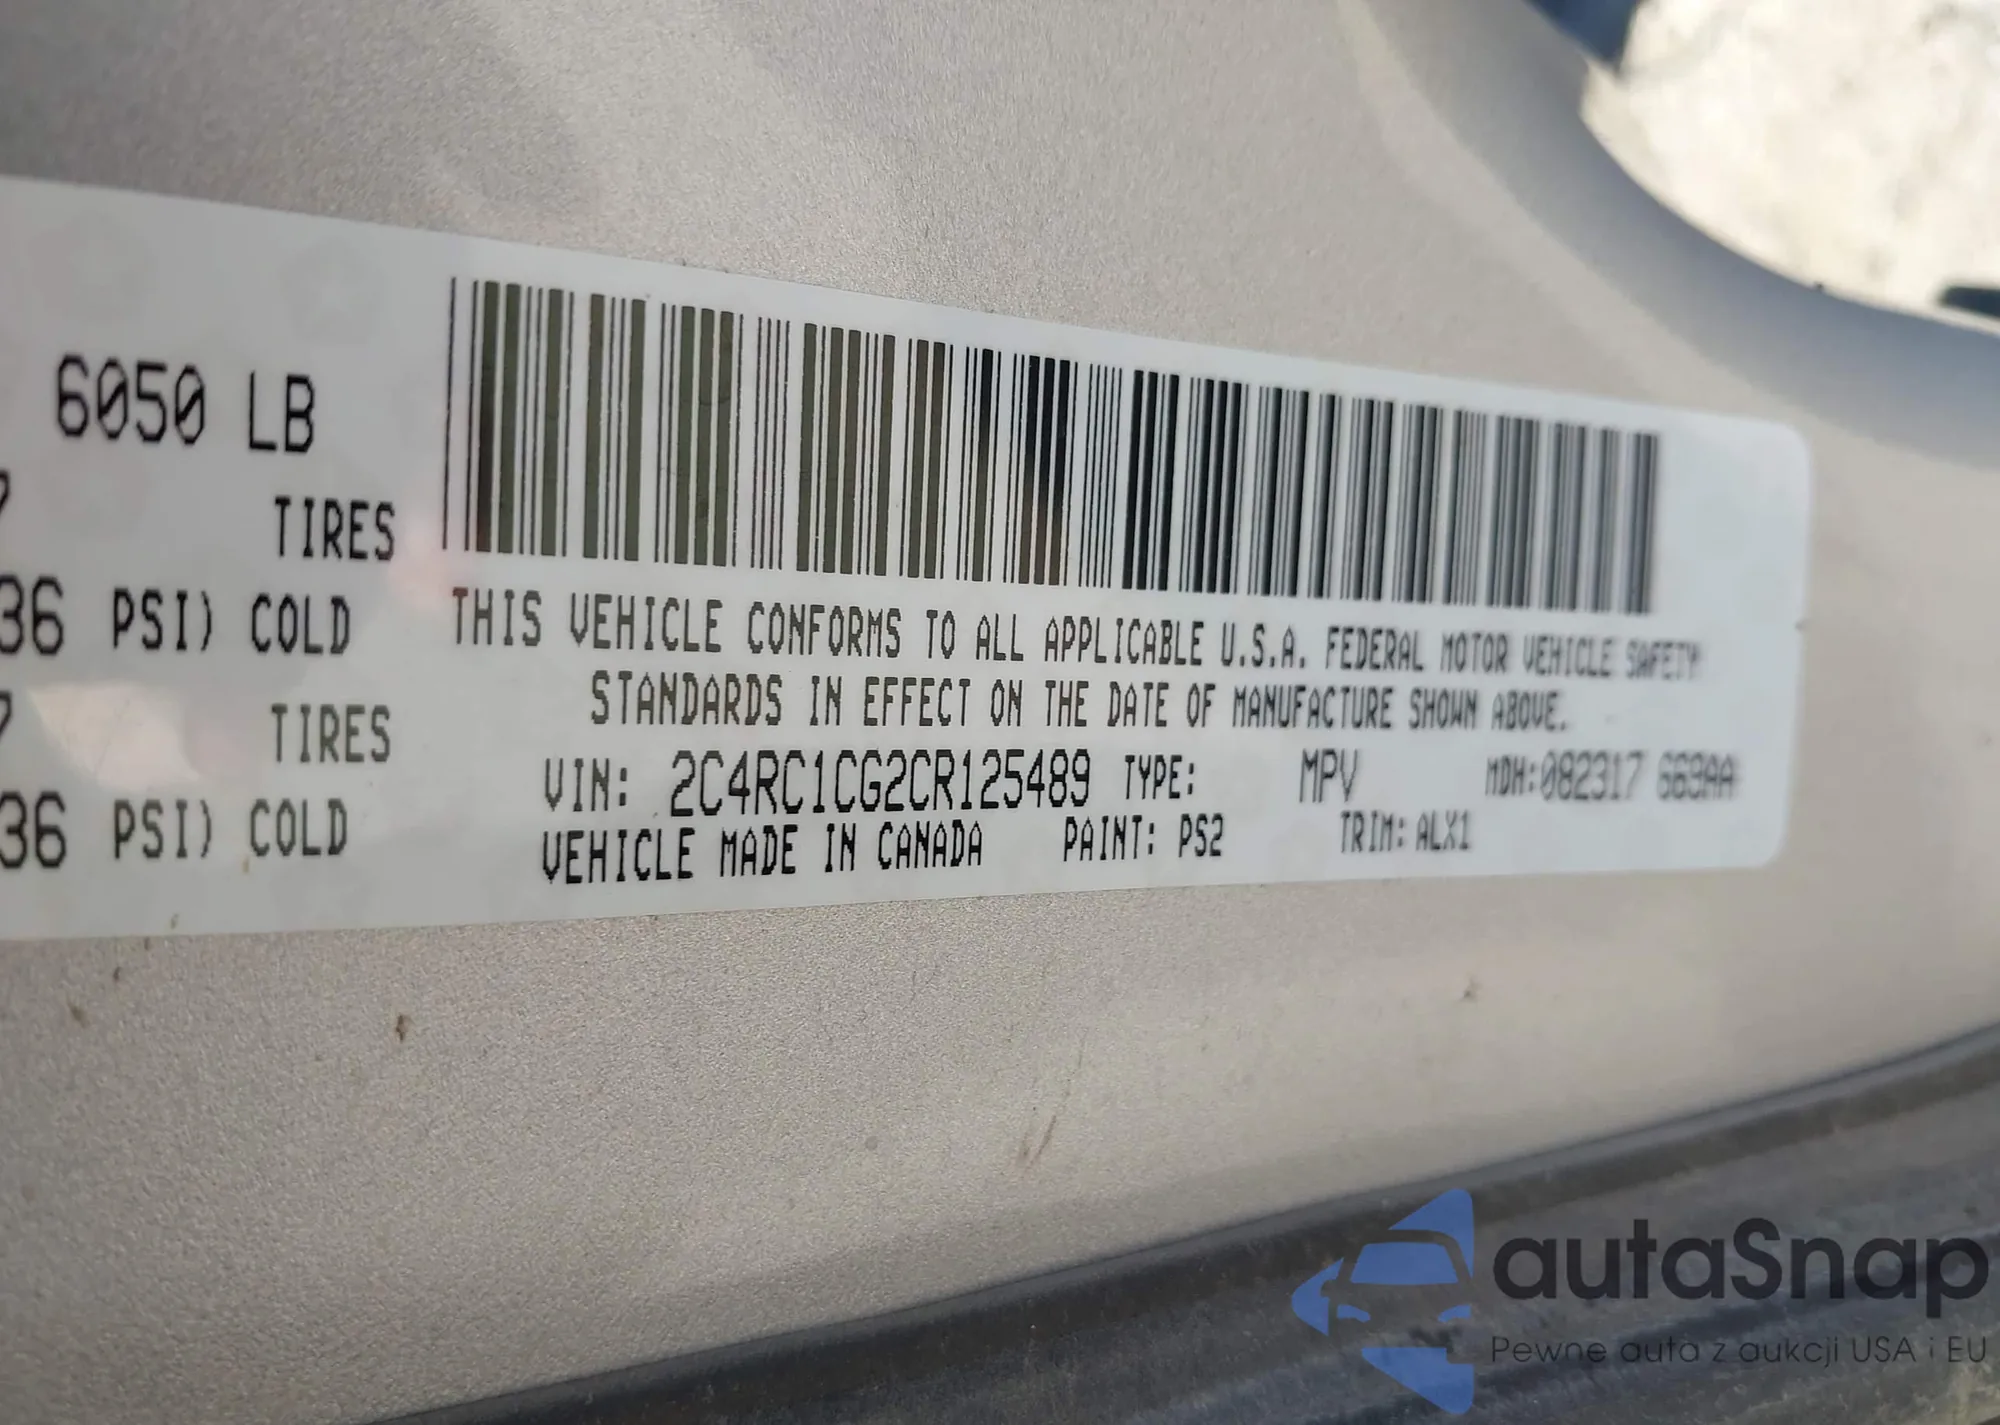 6050 LB
TIRES
36 PSI) COLD
TIRES
36 PSI) COLD
THIS VEHICLE CONFORMS TO ALL APPLICABLE U.S.A. FEDERAL MOTOR VEHICLE SAFETY
STANDARDS IN EFFECT ON THE DATE OF MANUFACTURE SHOWN ABOVE.
VIN: 2C4RC1CG2CR125489 TYPE: MPV MDH:082317 669AA
VEHICLE MADE IN CANADA PAINT: PS2 TRIM: ALX1
autaSnap
Pewne auta z aukcji USA i EU